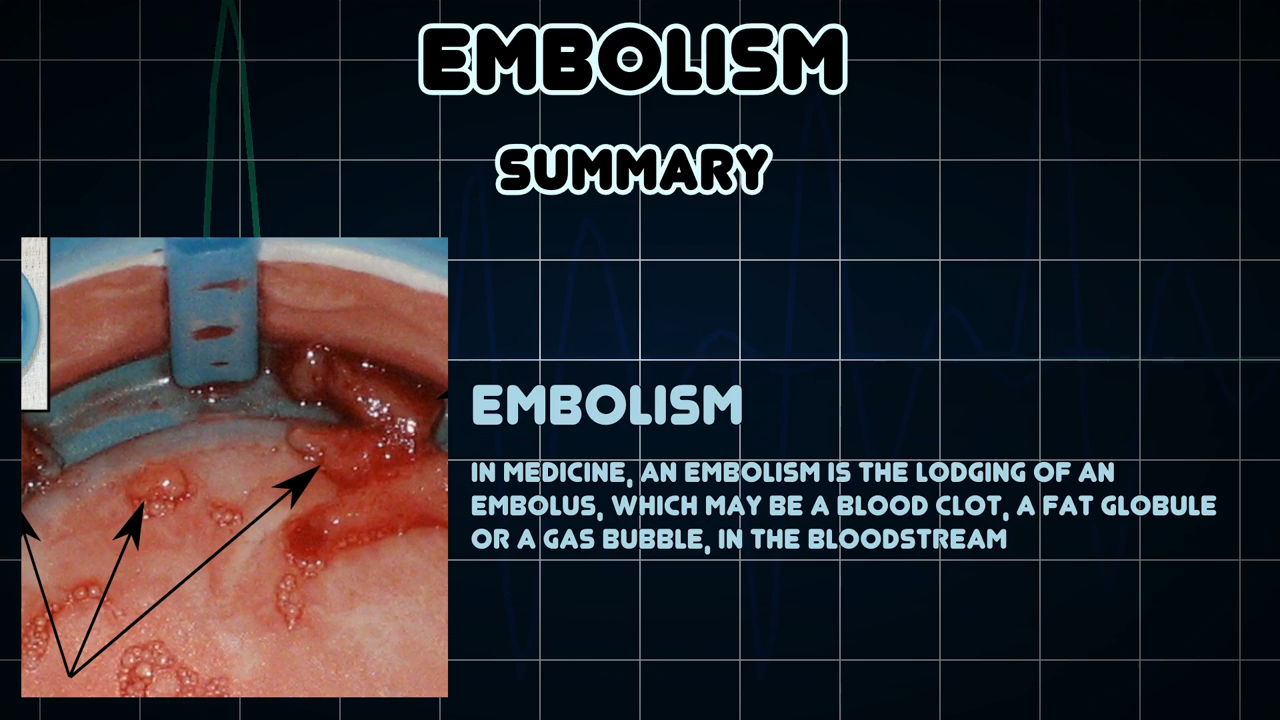 EMBOLISM
SUMMARY
EMBOLISM
IN MEDICINE, AN EMBOLISM IS THE LODGING OF AN
EMBOLUS, WHICH MAY BE A BLOOD CLOT, A FAT GLOBULE
OR A GAS BUBBLE, IN THE BLOODSTREAM